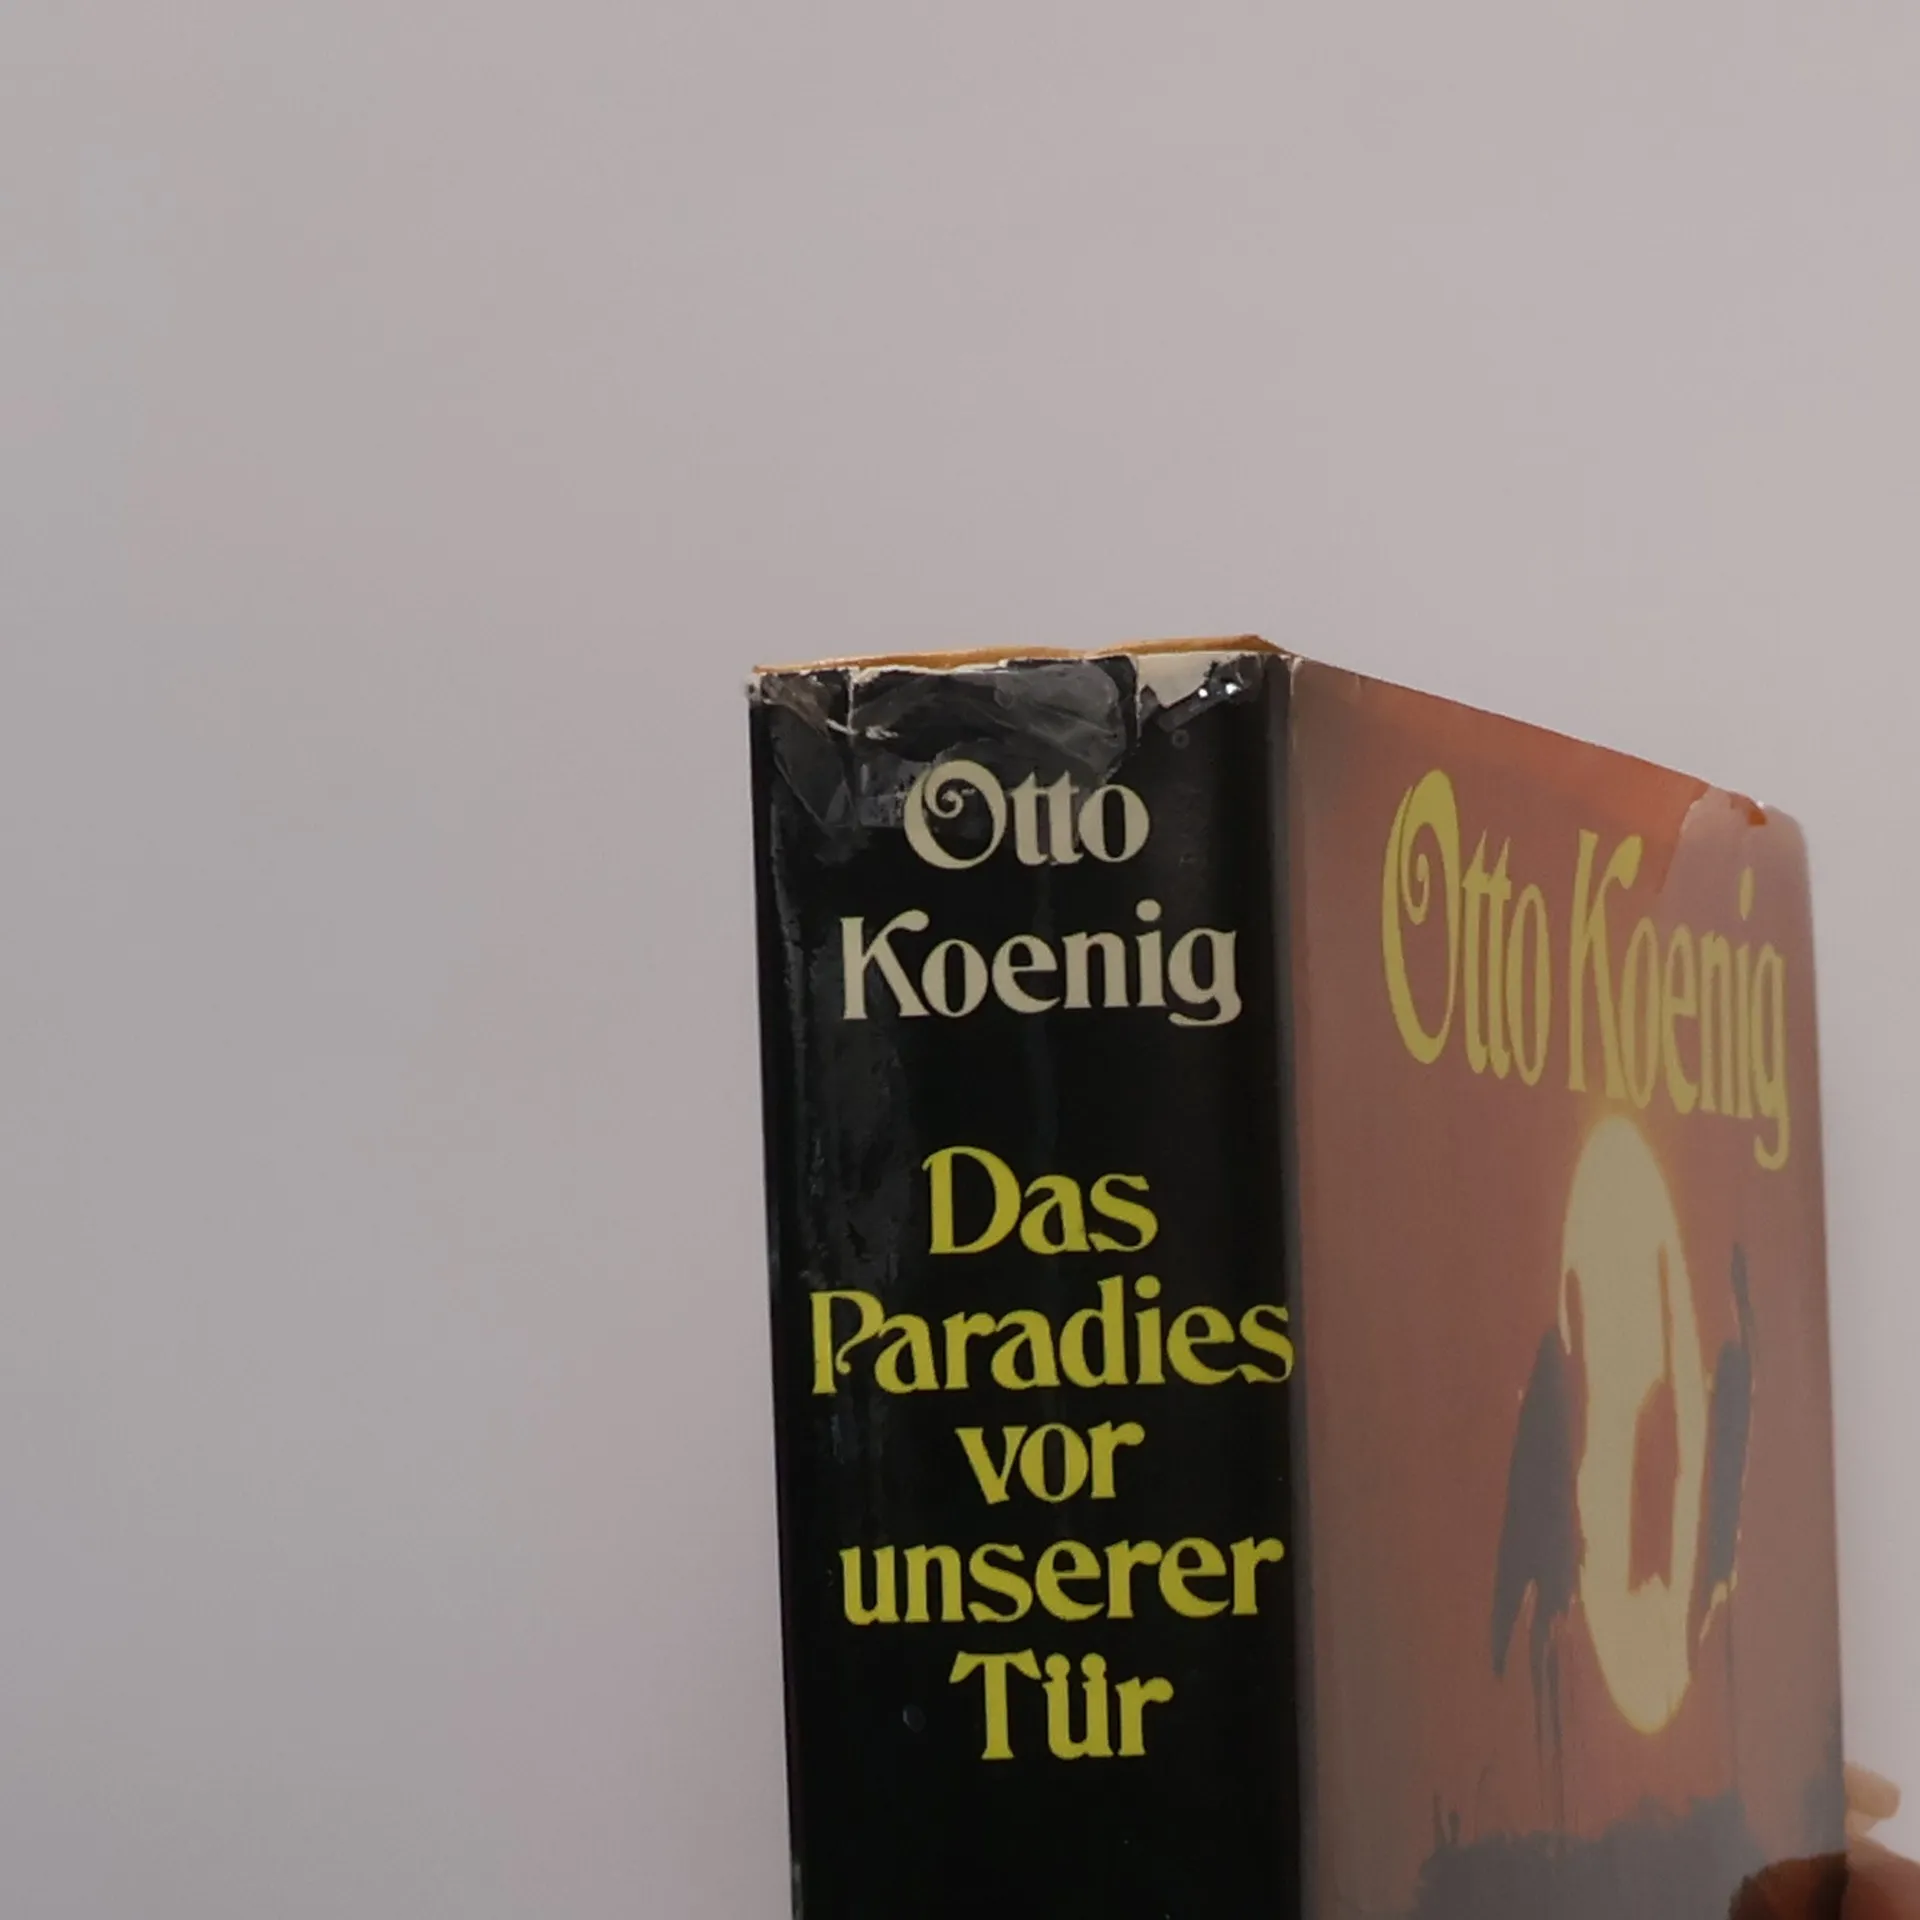 Otto
Koenig
Das
Paradies
vor
unserer
Tür
Otto Koenig